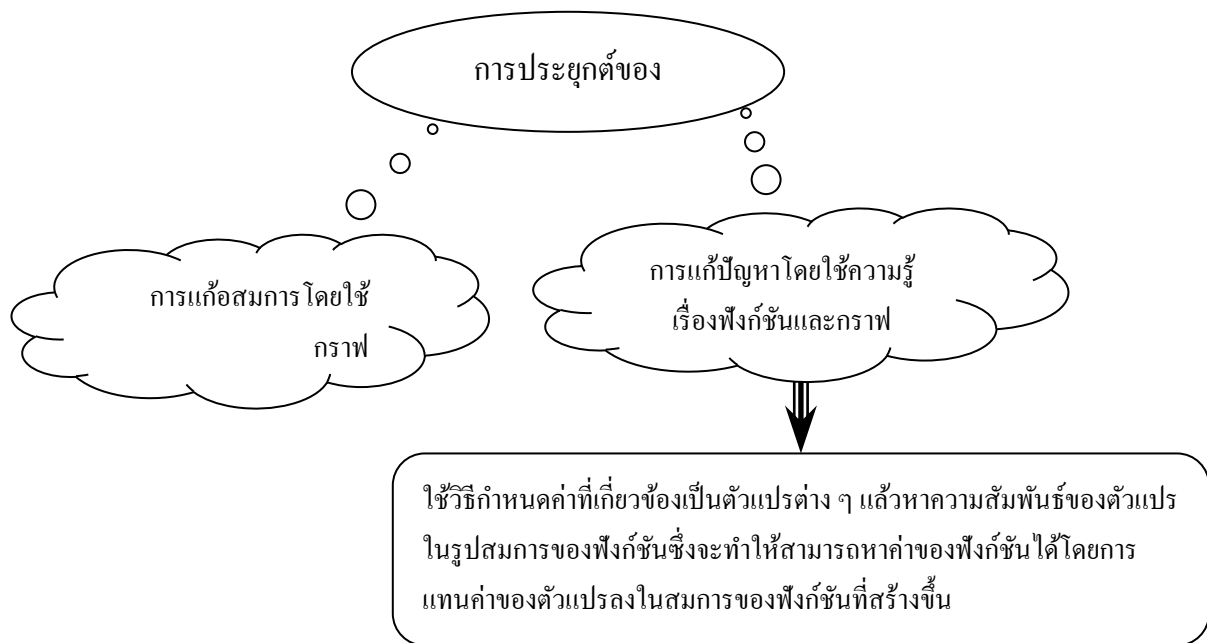 การประยุกต์ของ
การแก้อสมการโดยใช้
กราฟ
การแก้ปัญหาโดยใช้ความรู้
เรื่องฟังก์ชันและกราฟ
ใช้วิธีกำหนดค่าที่เกี่ยวข้องเป็นตัวแปรต่าง ๆ แล้วหาความสัมพันธ์ของตัวแปร
ในรูปสมการของฟังก์ชันซึ่งจะทำให้สามารถหาค่าของฟังก์ชันได้โดยการ
แทนค่าของตัวแปรลงในสมการของฟังก์ชันที่สร้างขึ้น